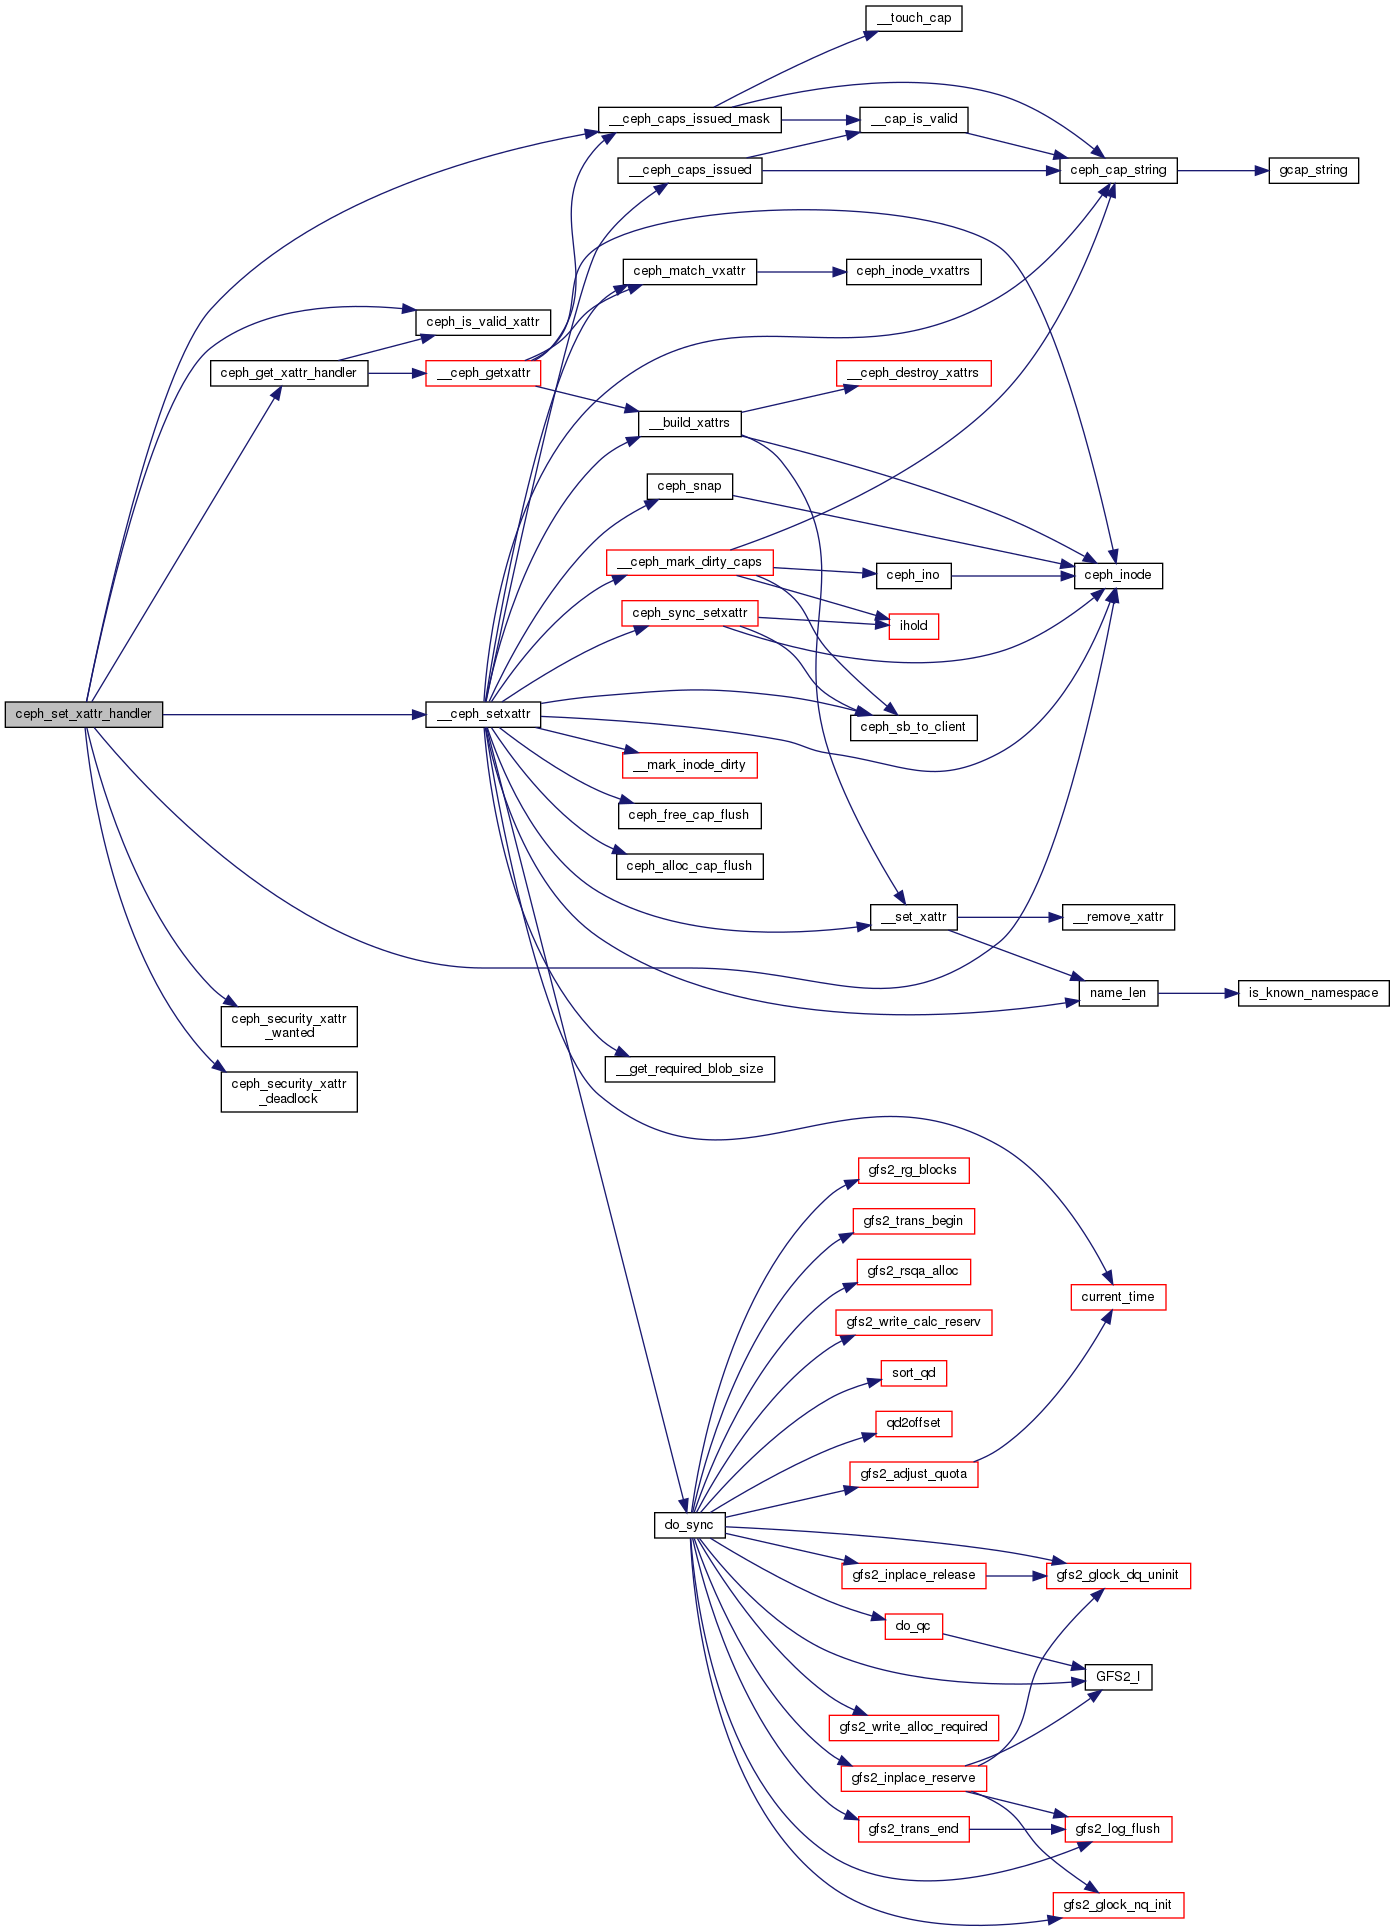 __touch_cap
__ceph_caps_issued_mask
__cap_is_valid
__ceph_caps_issued
ceph_cap_string
gcap_string
ceph_match_vxattr
ceph_inode_vxattrs
ceph_is_valid_xattr
ceph_get_xattr_handler
__ceph_getxattr
__ceph_destroy_xattrs
__build_xattrs
ceph_snap
__ceph_mark_dirty_caps
ceph_ino
ceph_inode
ceph_sync_setxattr
ihold
ceph_set_xattr_handler
__ceph_setxattr
ceph_sb_to_client
__mark_inode_dirty
ceph_free_cap_flush
ceph_alloc_cap_flush
__set_xattr
__remove_xattr
name_len
is_known_namespace
ceph_security_xattr
_wanted
__get_required_blob_size
ceph_security_xattr
_deadlock
gfs2_rg_blocks
gfs2_trans_begin
gfs2_rsqa_alloc
current_time
gfs2_write_calc_reserv
sort_qd
qd2offset
gfs2_adjust_quota
do_sync
gfs2_inplace_release
gfs2_glock_dq_uninit
do_qc
GFS2_I
gfs2_write_alloc_required
gfs2_inplace_reserve
gfs2_trans_end
gfs2_log_flush
gfs2_glock_nq_init